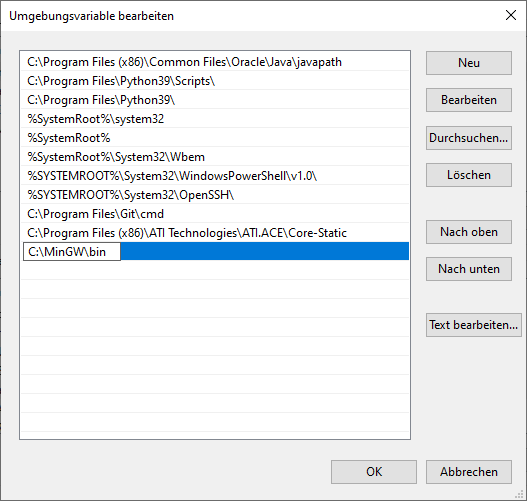 Umgebungsvariable bearbeiten
C:\Program Files (x86)\Common Files\Oracle\Java\javapath
C:\Program Files\Python39\Scripts\
C:\Program Files\Python39\
%SystemRoot%\system32
%SystemRoot%
%SystemRoot%\System32\Wbem
%SYSTEMROOT%\System32\WindowsPowerShell\v1.0\
%SYSTEMROOT%\System32\OpenSSH\
C:\Program Files\Git\cmd
C:\Program Files (x86)\ATI Technologies\ATI.ACE\Core-Static
C:\MinGW\bin
Neu
Bearbeiten
Durchsuchen...
Löschen
Nach oben
Nach unten
Text bearbeiten...
OK
Abbrechen